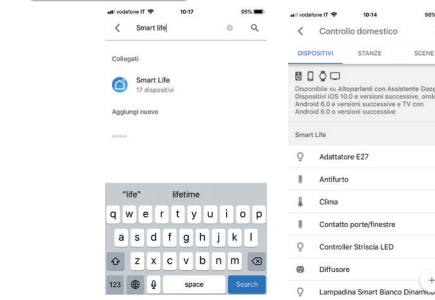 vodafone IT
10:17
95%
Smart life
Collegati
Smart Life
17 dispositivi
Aggiungi nuovo
"life"
lifetime
q w e r t y u i o p
a s d f g h j k l
z x c v b n m
123
space
Search
vodafone IT
10:14
96%
Controllo domestico
DISPOSITIVI
STANZE
SCENE
Disponibile su Altoparlanti con Assistente Goog
Dispositivi iOS 10.0 e versioni successive, orolo
Android 6.0 e versioni successive e TV con
Android 6.0 o versioni successive
Smart Life
Adattatore E27
Antifurto
Clima
Contatto porte/finestre
Controller Striscia LED
Diffusore
Lampadina Smart Bianco Dinamico